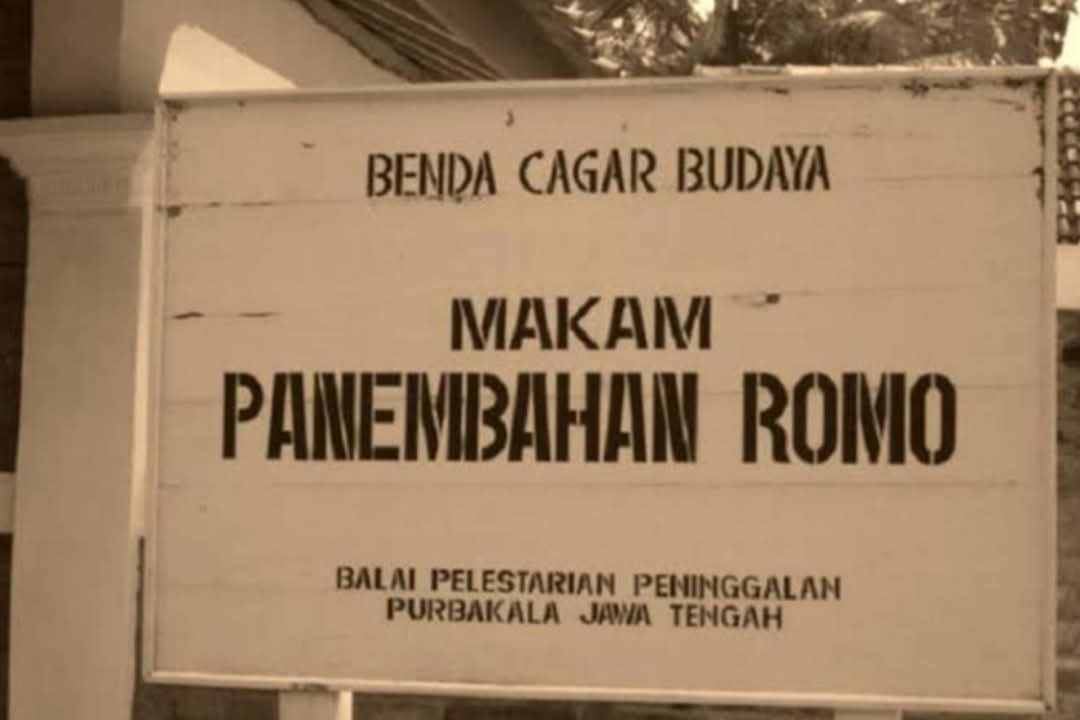 BENDA CAGAR BUDAYA
MAKAM
PANEMBAHAN ROMO
BALAI PELESTARIAN PENINGGALAN
PURBAKALA JAWA TENGAH